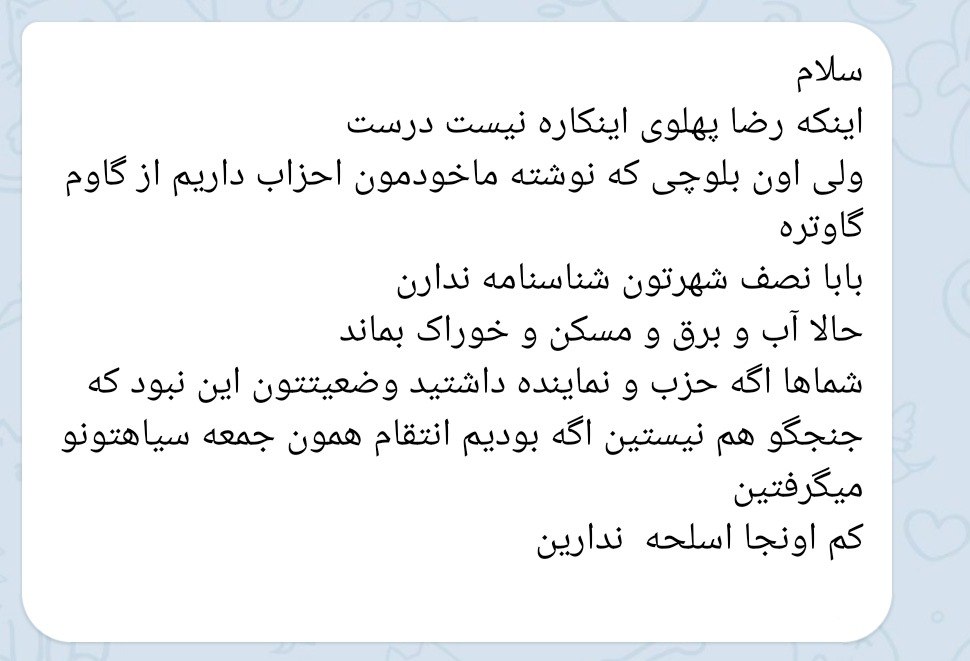 سلام
اینکه رضا پهلوی اینکاره نیست درست
ولی اون بلوچی که نوشته ماخودمون احزاب داریم از گاوم
گاوتره
بابا نصف شهرتون شناسنامه ندارن
حالا آب و برق و مسکن و خوراک بماند
شماها اگه حزب و نماینده داشتید وضعیتتون این نبود که
جنجگو هم نیستین اگه بودیم انتقام همون جمعه سیاهتونو
میگرفتین
کم اونجا اسلحه ندارین